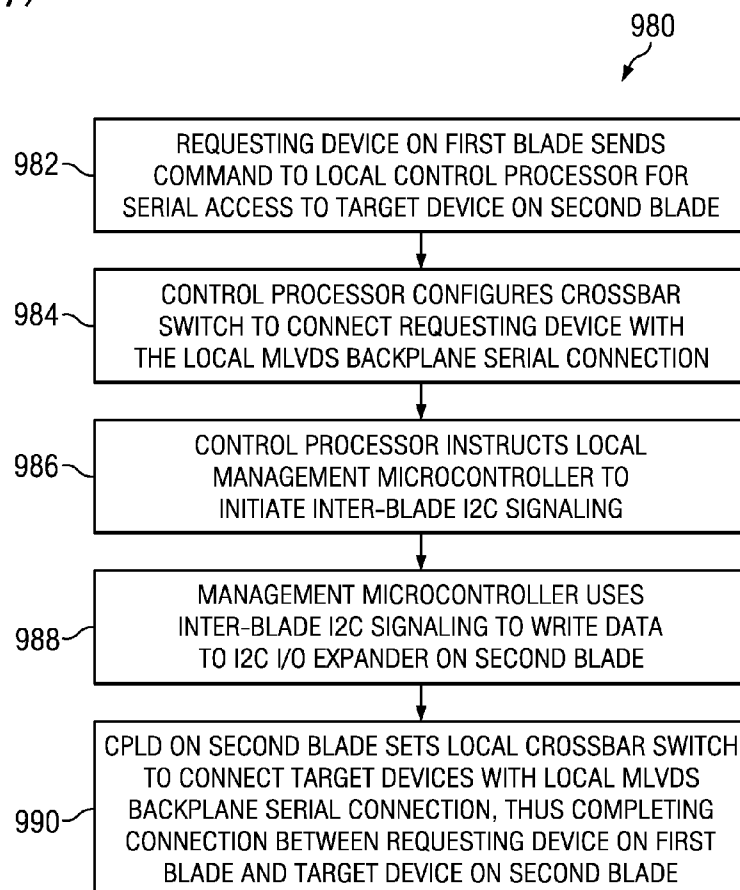 980
982
REQUESTING DEVICE ON FIRST BLADE SENDS
COMMAND TO LOCAL CONTROL PROCESSOR FOR
SERIAL ACCESS TO TARGET DEVICE ON SECOND BLADE
984
CONTROL PROCESSOR CONFIGURES CROSSBAR
SWITCH TO CONNECT REQUESTING DEVICE WITH
THE LOCAL MLVDS BACKPLANE SERIAL CONNECTION
986
CONTROL PROCESSOR INSTRUCTS LOCAL
MANAGEMENT MICROCONTROLLER TO
INITIATE INTER-BLADE I2C SIGNALING
988
MANAGEMENT MICROCONTROLLER USES
INTER-BLADE I2C SIGNALING TO WRITE DATA
TO I2C I/O EXPANDER ON SECOND BLADE
990
CPLD ON SECOND BLADE SETS LOCAL CROSSBAR SWITCH
TO CONNECT TARGET DEVICES WITH LOCAL MLVDS
BACKPLANE SERIAL CONNECTION, THUS COMPLETING
CONNECTION BETWEEN REQUESTING DEVICE ON FIRST
BLADE AND TARGET DEVICE ON SECOND BLADE